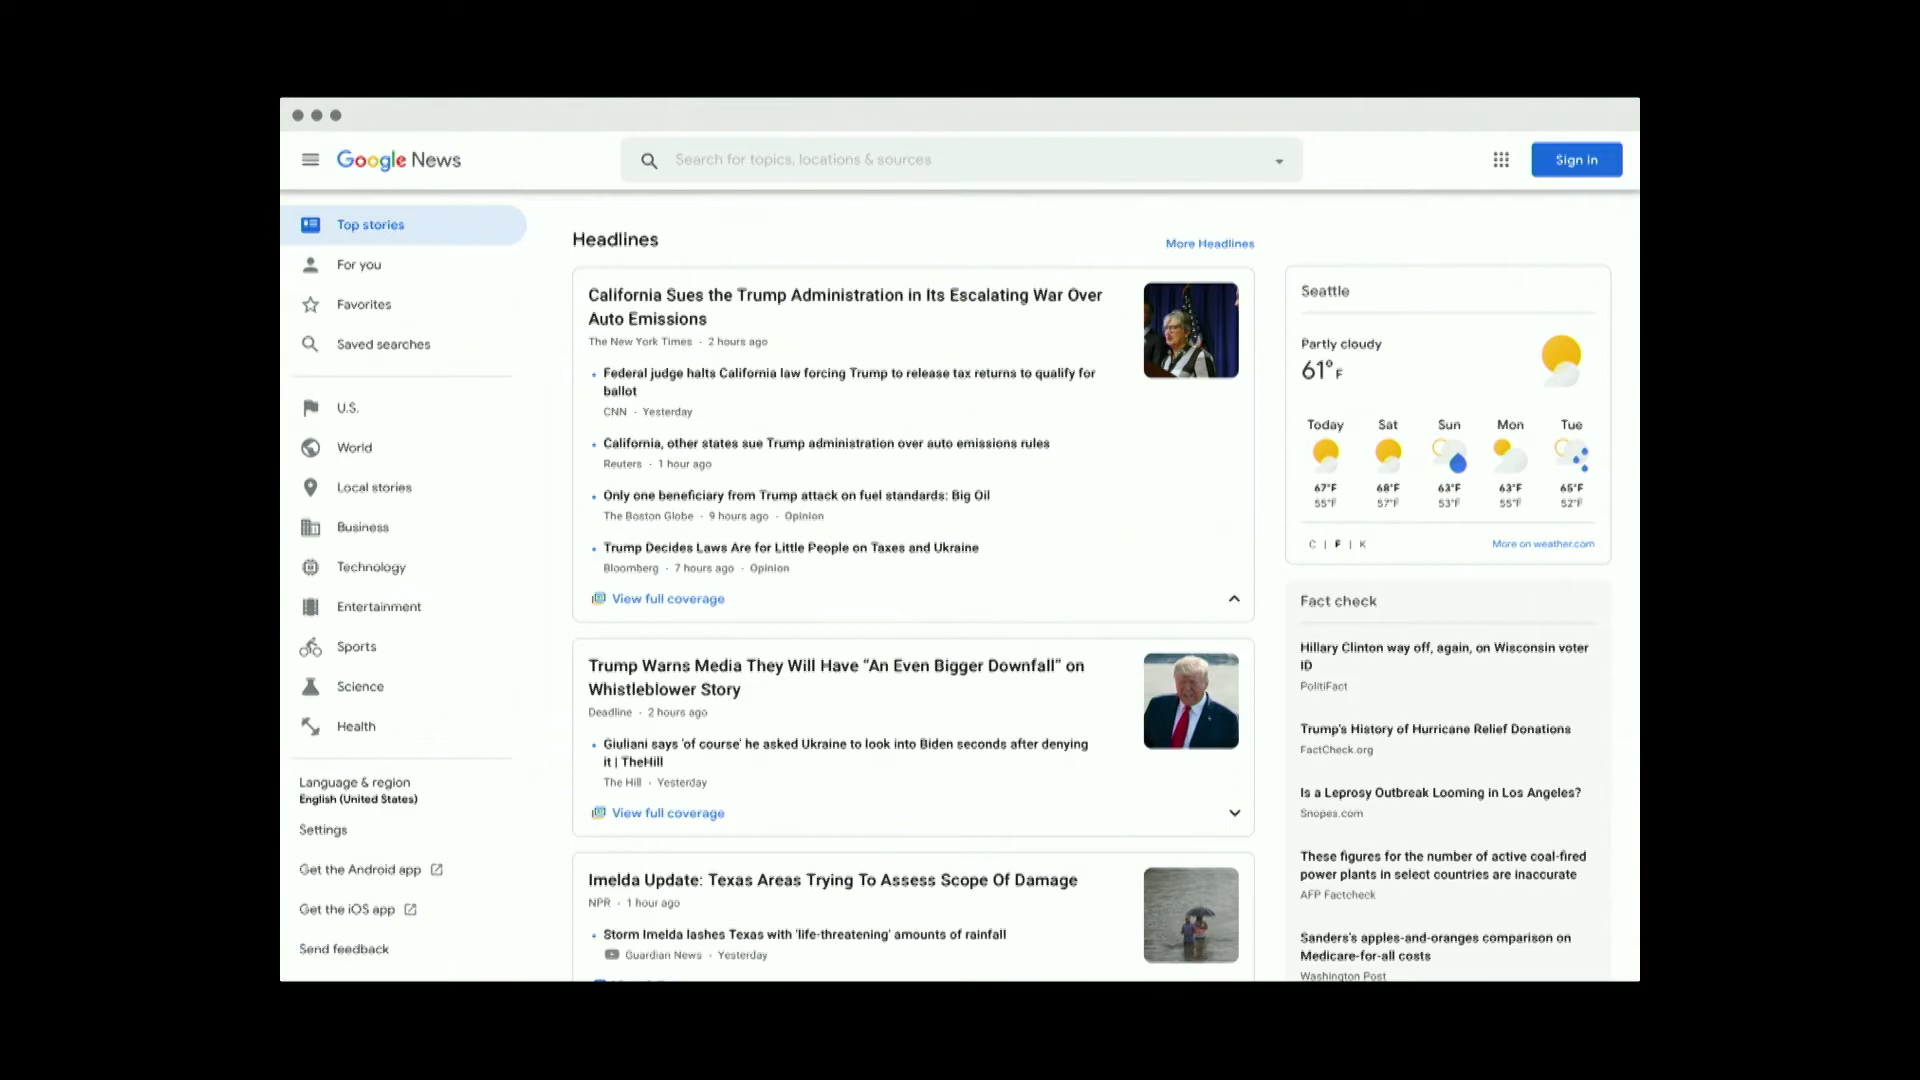 Google News
Search for topics, locations & sources
Sign in
Top stories
For you
Favorites
Saved searches
U.S.
World
Local stories
Business
Technology
Entertainment
Sports
Science
Health
Language & region
English (United States)
Settings
Get the Android app
Get the iOS app
Send feedback
Headlines
More Headlines
California Sues the Trump Administration in Its Escalating War Over
Auto Emissions
The New York Times · 2 hours ago
Federal judge halts California law forcing Trump to release tax returns to qualify for
ballot
CNN · Yesterday
California, other states sue Trump administration over auto emissions rules
Reuters · 1 hour ago
Only one beneficiary from Trump attack on fuel standards: Big Oil
The Boston Globe · 9 hours ago · Opinion
Trump Decides Laws Are for Little People on Taxes and Ukraine
Bloomberg · 7 hours ago · Opinion
View full coverage
Trump Warns Media They Will Have “An Even Bigger Downfall” on
Whistleblower Story
Deadline · 2 hours ago
Giuliani says 'of course' he asked Ukraine to look into Biden seconds after denying
it | TheHill
The Hill · Yesterday
View full coverage
Imelda Update: Texas Areas Trying To Assess Scope Of Damage
NPR · 1 hour ago
Storm Imelda lashes Texas with 'life-threatening' amounts of rainfall
Guardian News · Yesterday
Seattle
Partly cloudy
61° F
Today Sat Sun Mon Tue
67°F 68°F 63°F 63°F 65°F
55°F 57°F 53°F 55°F 52°F
C | F | K
More on weather.com
Fact check
Hillary Clinton way off, again, on Wisconsin voter
ID
PolitiFact
Trump's History of Hurricane Relief Donations
FactCheck.org
Is a Leprosy Outbreak Looming in Los Angeles?
Snopes.com
These figures for the number of active coal-fired
power plants in select countries are inaccurate
AFP Factcheck
Sanders's apples-and-oranges comparison on
Medicare-for-all costs
Washington Post